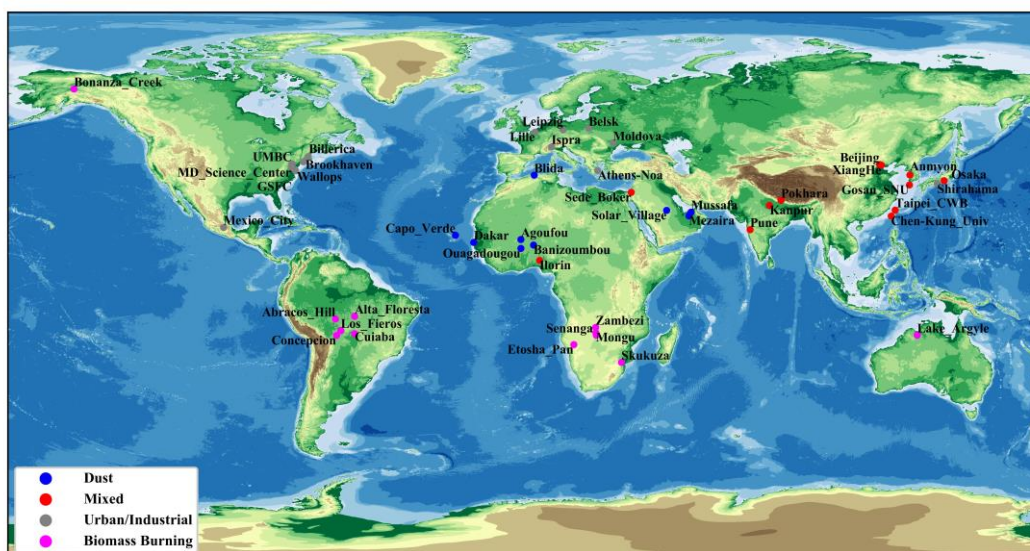 Bonanza_Creek
Leipzig
Belsk
Lille
Ispra
Moldova
UMBC
Billerica
Brookhaven
MD_Science_Center
Wallops
GSFC
Mexico_City
Blida
Athens-Noa
Sede_Boker
Solar_Village
Mussafa
Mezaira
Beijing
XiangHe
Anmyon
Osaka
Gosan_SNU
Shirahama
Pokhara
Kanpur
Pune
Taipei_CWB
Chen-Kung_Univ
Capo_Verde
Dakar
Agoufou
Ouagadougou
Banizoumbou
Ilorin
Abracos_Hill
Alta_Floresta
Los_Fieros
Concepcion
Cuiaba
Zambezi
Senanga
Mongu
Etosha_Pan
Skukuza
Lake_Argyle
Dust
Mixed
Urban/Industrial
Biomass Burning